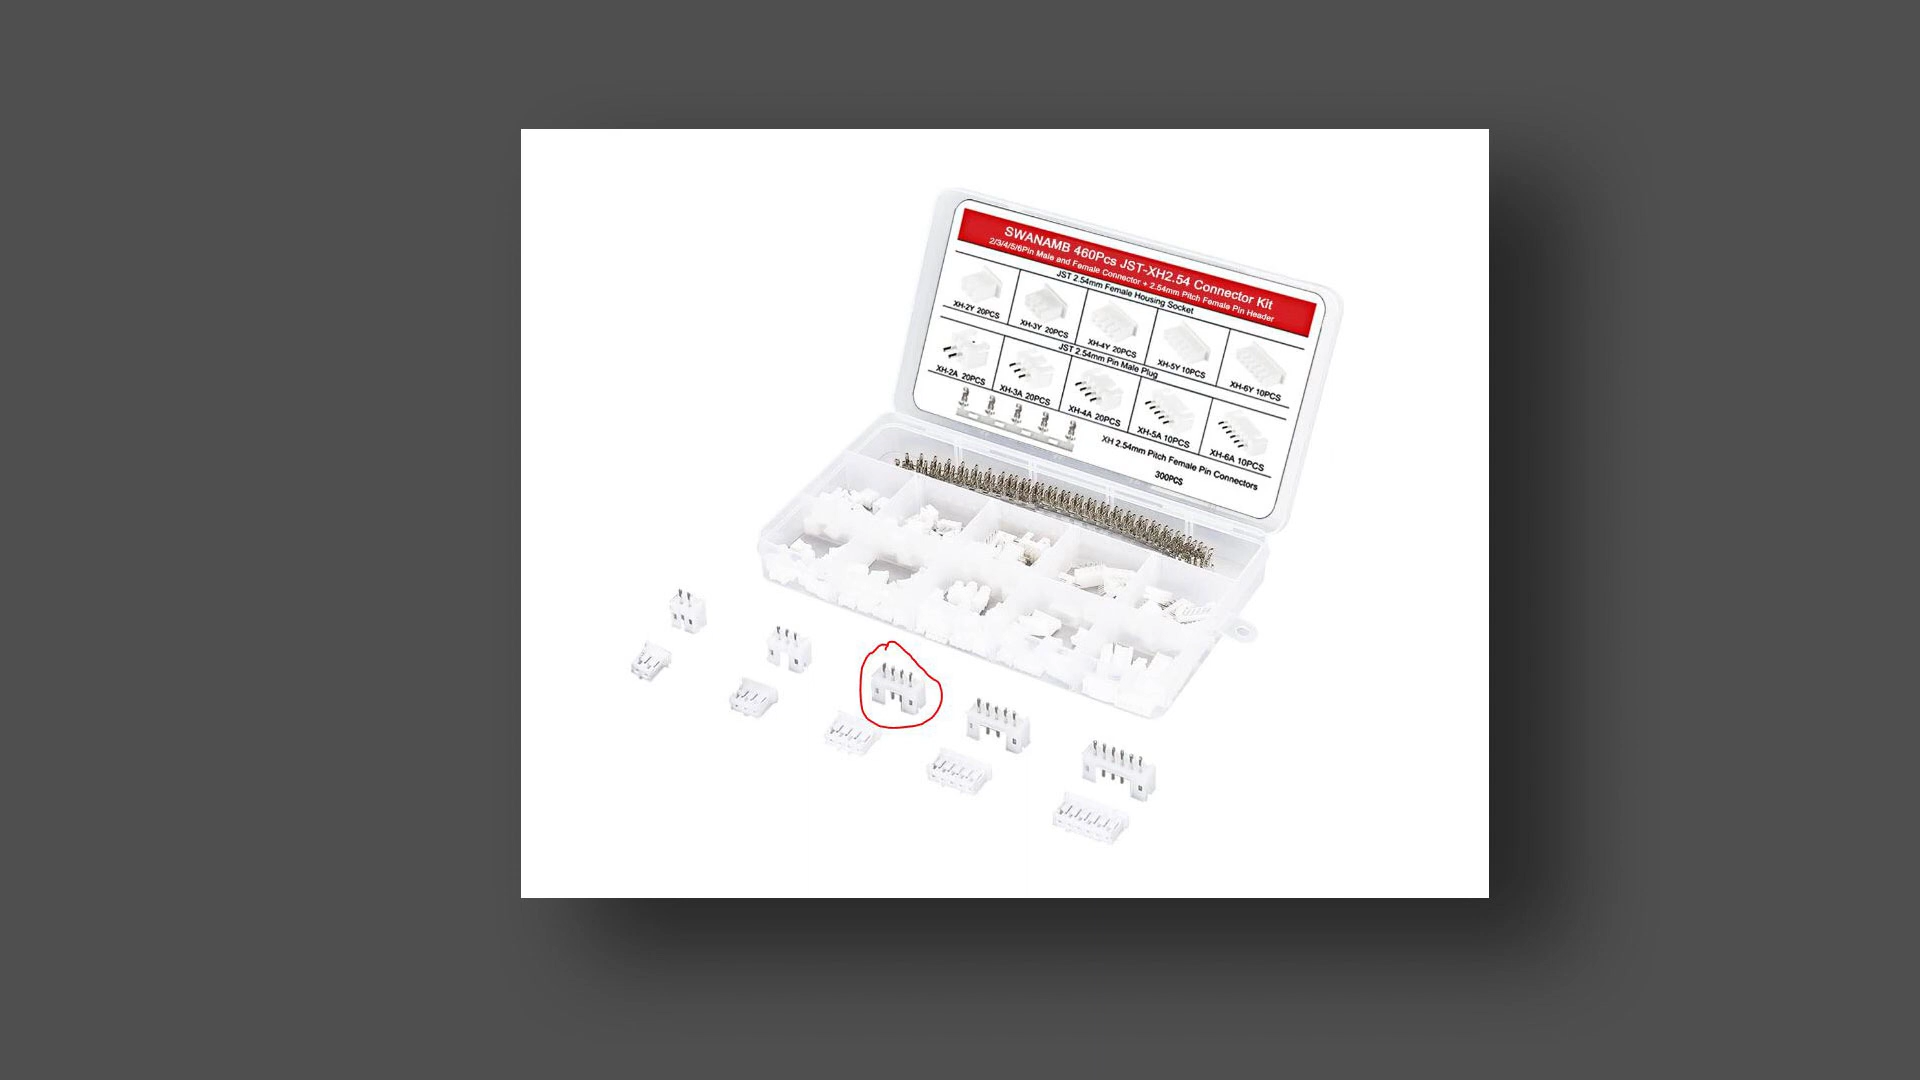 SWANAMB 460Pcs JST-XH2.54 Connector Kit
2/3/4/5/6Pin Male and Female Connector + 2.54mm Pitch Female Pin Header
JST 2.54mm Female Housing Socket
XH-2Y 20PCS
XH-3Y 20PCS
XH-4Y 20PCS
XH-5Y 10PCS
XH-6Y 10PCS
JST 2.54mm Pin Male Plug
XH-2A 20PCS
XH-3A 20PCS
XH-4A 20PCS
XH-5A 10PCS
XH-6A 10PCS
XH 2.54mm Pitch Female Pin Connectors
300PCS